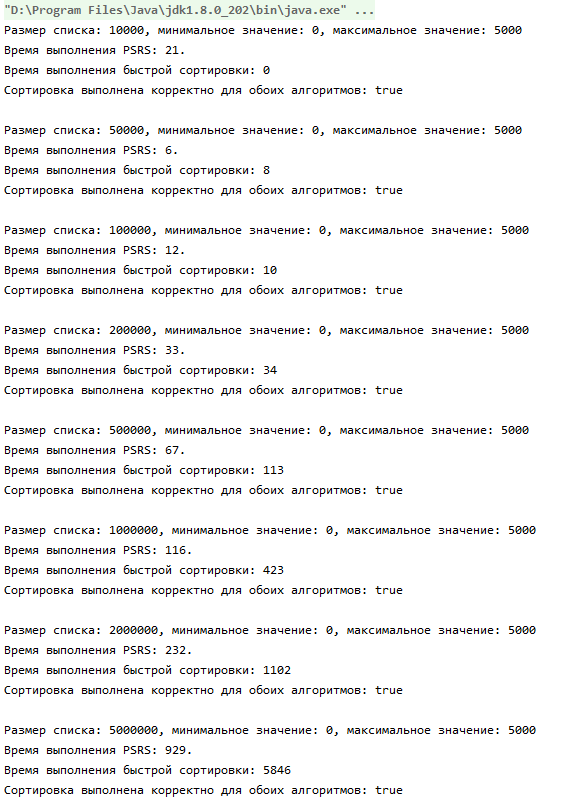 "D:\Program Files\Java\jdk1.8.0_202\bin\java.exe" ...
Размер списка: 10000, минимальное значение: 0, максимальное значение: 5000
Время выполнения PSRS: 21.
Время выполнения быстрой сортировки: 0
Сортировка выполнена корректно для обоих алгоритмов: true
Размер списка: 50000, минимальное значение: 0, максимальное значение: 5000
Время выполнения PSRS: 6.
Время выполнения быстрой сортировки: 8
Сортировка выполнена корректно для обоих алгоритмов: true
Размер списка: 100000, минимальное значение: 0, максимальное значение: 5000
Время выполнения PSRS: 12.
Время выполнения быстрой сортировки: 10
Сортировка выполнена корректно для обоих алгоритмов: true
Размер списка: 200000, минимальное значение: 0, максимальное значение: 5000
Время выполнения PSRS: 33.
Время выполнения быстрой сортировки: 34
Сортировка выполнена корректно для обоих алгоритмов: true
Размер списка: 500000, минимальное значение: 0, максимальное значение: 5000
Время выполнения PSRS: 67.
Время выполнения быстрой сортировки: 113
Сортировка выполнена корректно для обоих алгоритмов: true
Размер списка: 1000000, минимальное значение: 0, максимальное значение: 5000
Время выполнения PSRS: 116.
Время выполнения быстрой сортировки: 423
Сортировка выполнена корректно для обоих алгоритмов: true
Размер списка: 2000000, минимальное значение: 0, максимальное значение: 5000
Время выполнения PSRS: 232.
Время выполнения быстрой сортировки: 1102
Сортировка выполнена корректно для обоих алгоритмов: true
Размер списка: 5000000, минимальное значение: 0, максимальное значение: 5000
Время выполнения PSRS: 929.
Время выполнения быстрой сортировки: 5846
Сортировка выполнена корректно для обоих алгоритмов: true